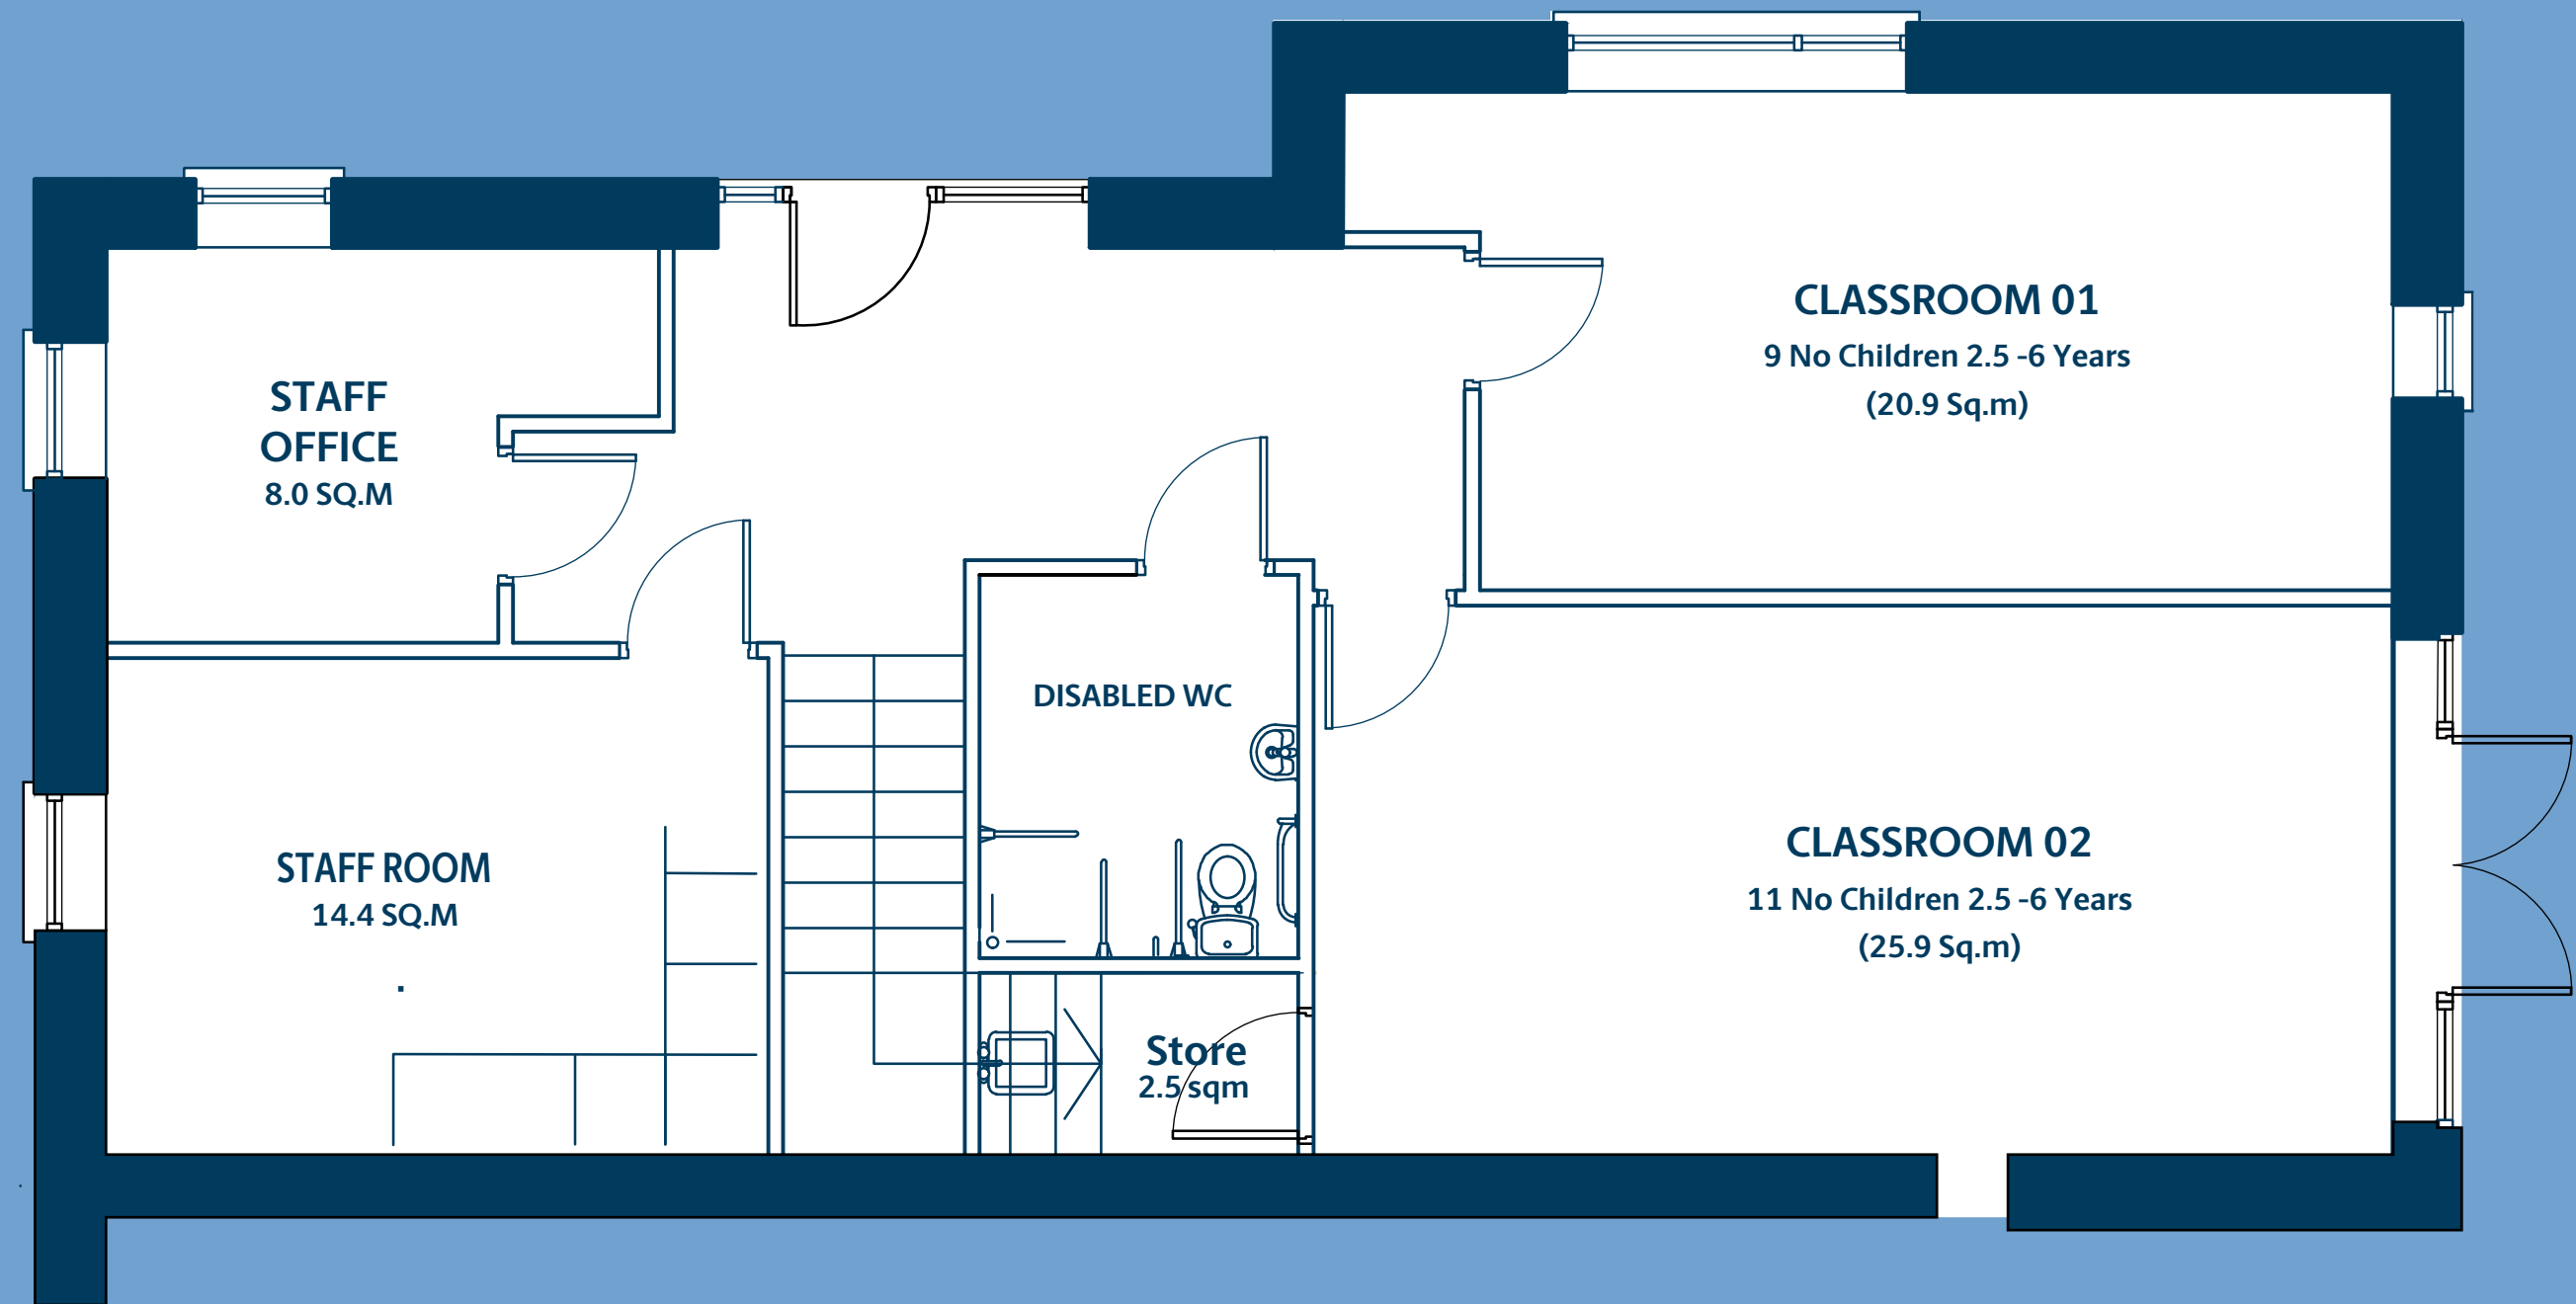 CLASSROOM 01
9 No Children 2.5 -6 Years
(20.9 Sq.m)
STAFF
OFFICE
8.0 SQ.M
DISABLED WC
STAFF ROOM
14.4 SQ.M
CLASSROOM 02
11 No Children 2.5 -6 Years
(25.9 Sq.m)
Store
2.5 sqm